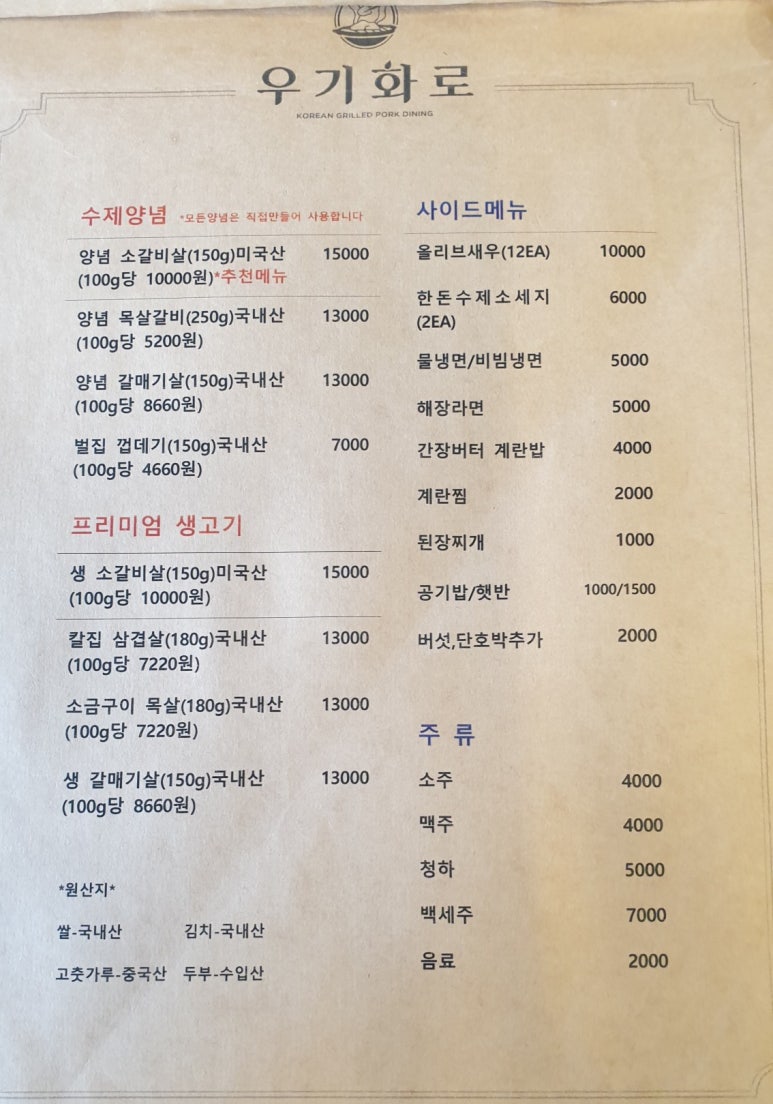 우기화로
KOREAN GRILLED PORK DINING
수제양념 *모든양념은 직접만들어 사용합니다
양념 소갈비살(150g)미국산 15000
(100g당 10000원)*추천메뉴
양념 목살갈비(250g)국내산 13000
(100g당 5200원)
양념 갈매기살(150g)국내산 13000
(100g당 8660원)
벌집 껍데기(150g)국내산 7000
(100g당 4660원)
프리미엄 생고기
생 소갈비살(150g)미국산 15000
(100g당 10000원)
칼집 삼겹살(180g)국내산 13000
(100g당 7220원)
소금구이 목살(180g)국내산 13000
(100g당 7220원)
생 갈매기살(150g)국내산 13000
(100g당 8660원)
*원산지*
쌀-국내산 김치-국내산
고춧가루-중국산 두부-수입산
사이드메뉴
올리브새우(12EA) 10000
한돈수제소세지 6000
(2EA)
물냉면/비빔냉면 5000
해장라면 5000
간장버터 계란밥 4000
계란찜 2000
된장찌개 1000
공기밥/햇반 1000/1500
버섯,단호박추가 2000
주 류
소주 4000
맥주 4000
청하 5000
백세주 7000
음료 2000